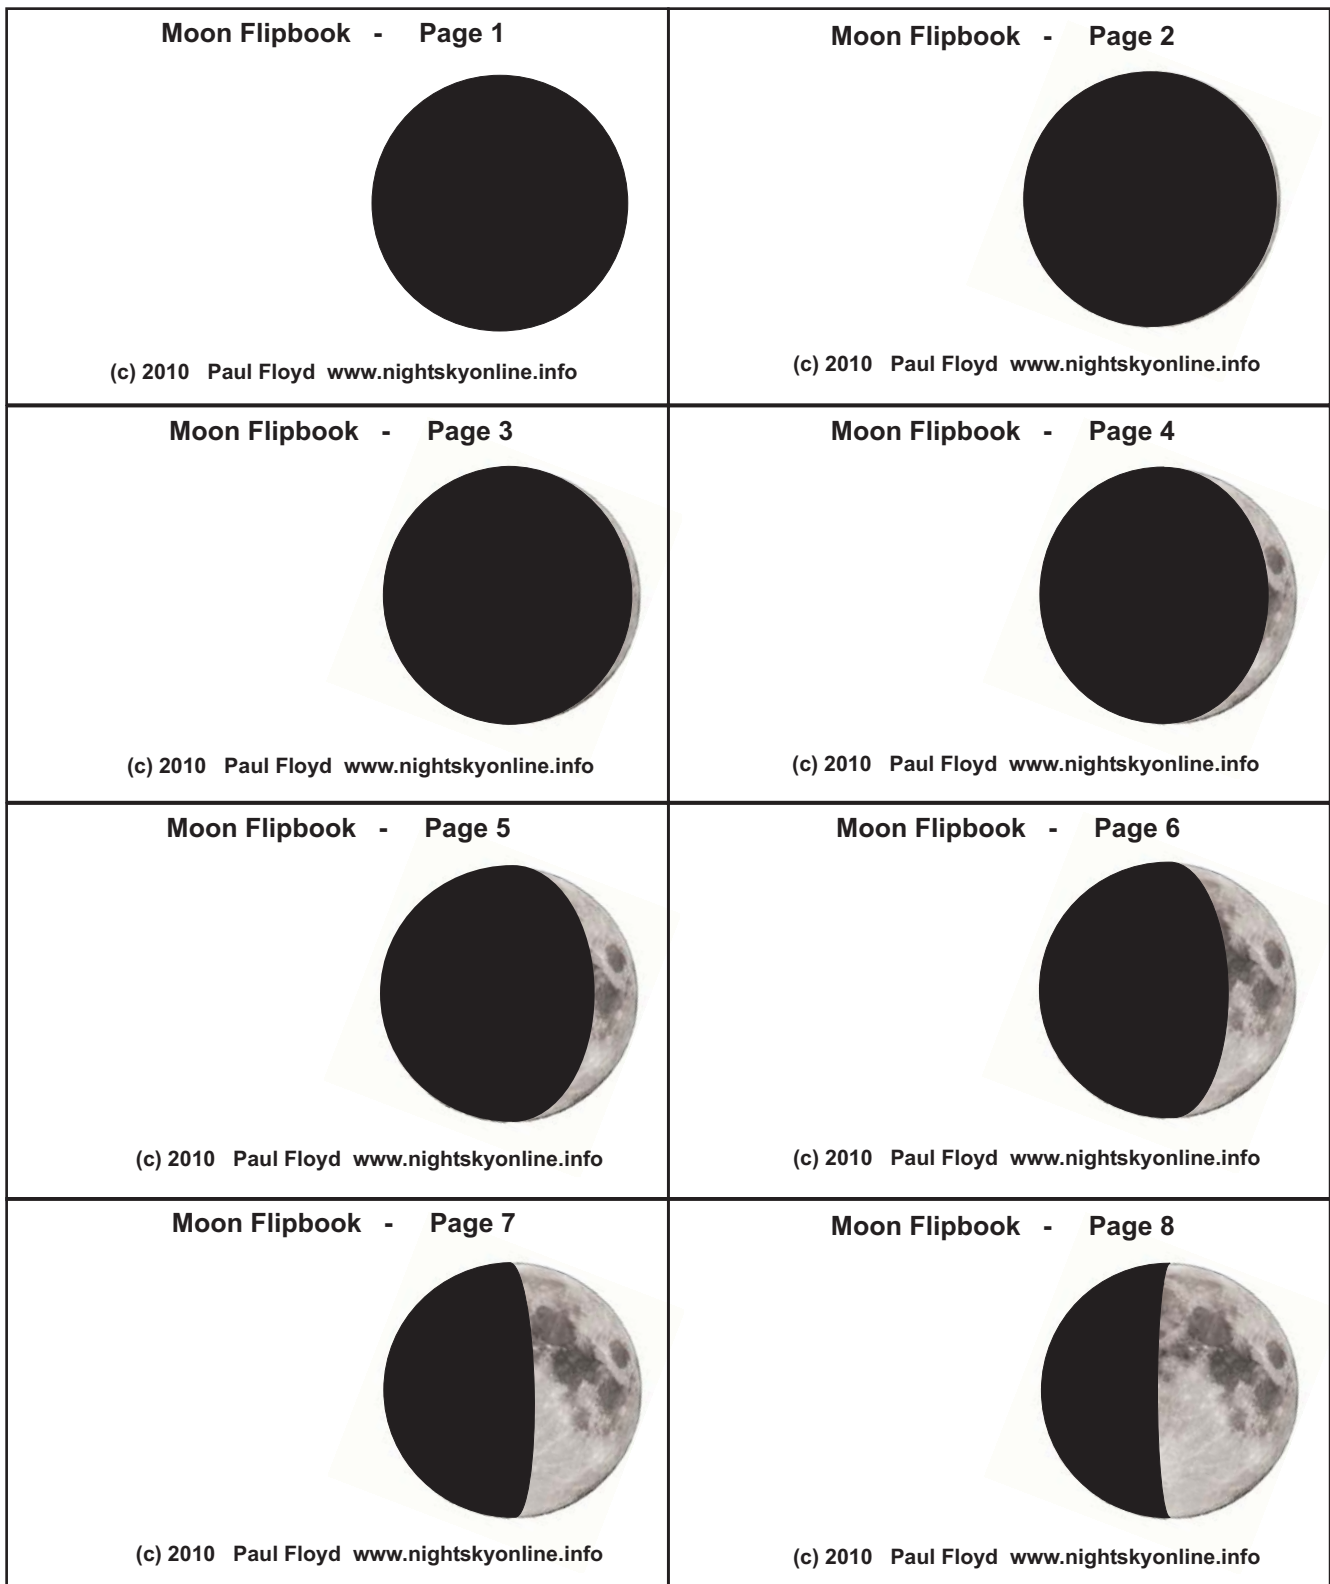 Moon Flipbook - Page 1
(c) 2010 Paul Floyd www.nightskyonline.info
Moon Flipbook - Page 2
(c) 2010 Paul Floyd www.nightskyonline.info
Moon Flipbook - Page 3
(c) 2010 Paul Floyd www.nightskyonline.info
Moon Flipbook - Page 4
(c) 2010 Paul Floyd www.nightskyonline.info
Moon Flipbook - Page 5
(c) 2010 Paul Floyd www.nightskyonline.info
Moon Flipbook - Page 6
(c) 2010 Paul Floyd www.nightskyonline.info
Moon Flipbook - Page 7
(c) 2010 Paul Floyd www.nightskyonline.info
Moon Flipbook - Page 8
(c) 2010 Paul Floyd www.nightskyonline.info